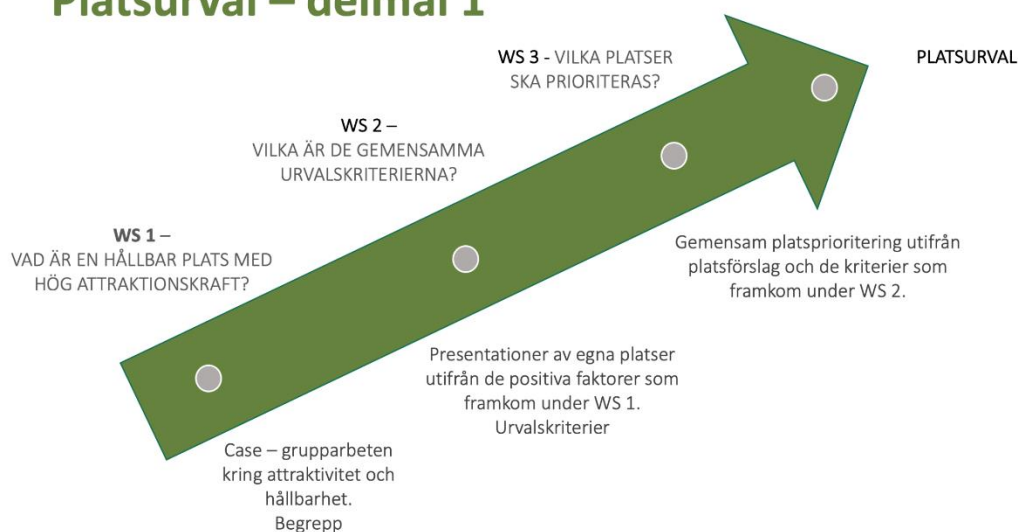 Platsurval – delmål 1
WS 3 - VILKA PLATSER
SKA PRIORITERAS?
PLATSURVAL
WS 2 –
VILKA ÄR DE GEMENSAMMA
URVALSKRITERIERNA?
WS 1 –
VAD ÄR EN HÅLLBAR PLATS MED
HÖG ATTRAKTIONSKRAFT?
Gemensam platsprioritering utifrån
platsförslag och de kriterier som
framkom under WS 2.
Presentationer av egna platser
utifrån de positiva faktorer som
framkom under WS 1.
Urvalskriterier
Case – grupparbeten
kring attraktivitet och
hållbarhet.
Begrepp